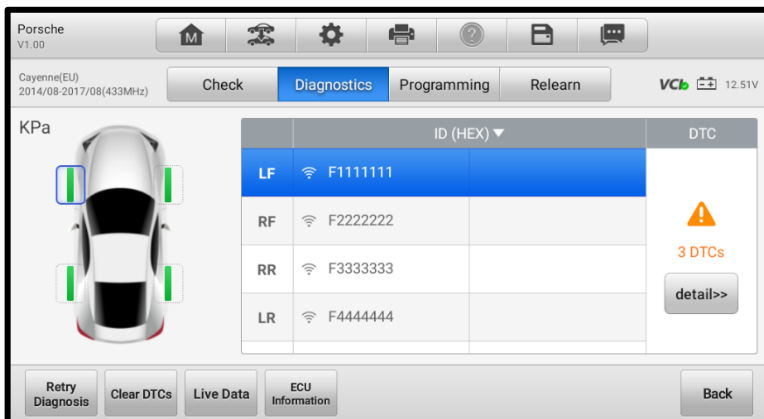 Porsche
V1.00
M
Cayenne(EU)
2014/08-2017/08(433MHz)
Check Diagnostics Programming Relearn
VCI 12.51V
KPa
ID (HEX) ▼ DTC
LF F1111111
RF F2222222
RR F3333333
LR F4444444
3 DTCs
detail>>
Retry
Diagnosis
Clear DTCs
Live Data
ECU
Information
Back